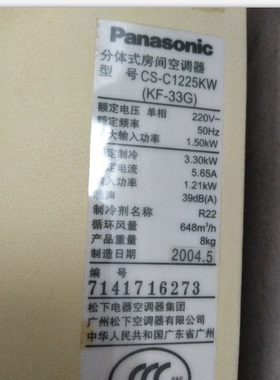 Panasonic
分体式房间空调器
型 号 CS-C1225KW
(KF-33G)
额定电压 单相 220V~
额定频率 50Hz
大输入功率 1.50kW
定制冷 3.30kW
定电流 5.65A
1.21kW
声 39dB(A)
制冷剂名称 R22
循环风量 648m³/h
产品重量 8kg
制造日期 2004.5
编 号
7141716273
松下电器空调器集团
广州松下空调器有限公司
中华人民共和国广东省广州